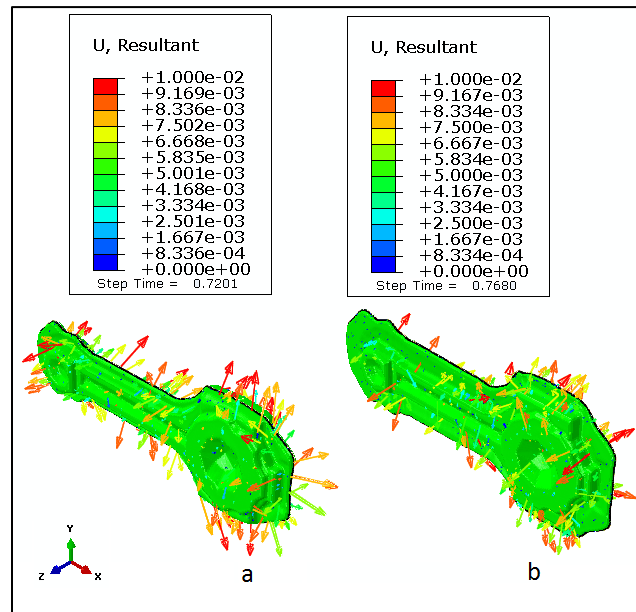 U, Resultant
+1.000e-02
+9.169e-03
+8.336e-03
+7.502e-03
+6.668e-03
+5.835e-03
+5.001e-03
+4.168e-03
+3.334e-03
+2.501e-03
+1.667e-03
+8.336e-04
+0.000e+00
Step Time = 0.7201
U, Resultant
+1.000e-02
+9.167e-03
+8.334e-03
+7.500e-03
+6.667e-03
+5.834e-03
+5.000e-03
+4.167e-03
+3.334e-03
+2.500e-03
+1.667e-03
+8.334e-04
+0.000e+00
Step Time = 0.7680
Y
Z
X
a
b